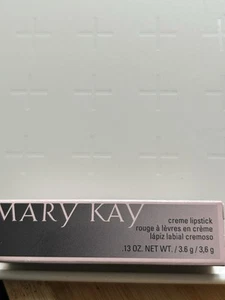 MARY KAY
creme lipstick
rouge à lèvres en crème
lápiz labial cremoso
.13 OZ. NET WT. / 3.6 g / 3,6 g